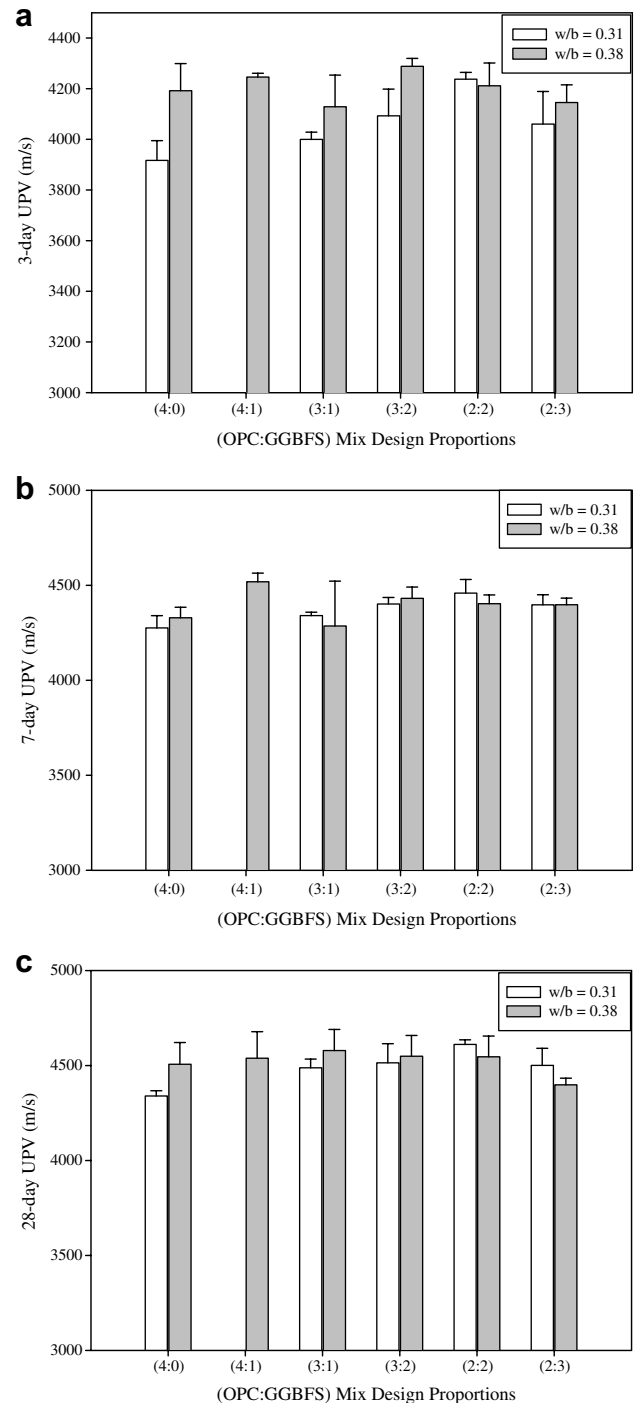 a
4400
4200
4000
3800
3600
3400
3200
3000
3-day UPV (m/s)
w/b = 0.31
w/b = 0.38
(4:0) (4:1) (3:1) (3:2) (2:2) (2:3)
(OPC:GGBFS) Mix Design Proportions
b
5000
4500
4000
3500
3000
7-day UPV (m/s)
w/b = 0.31
w/b = 0.38
(4:0) (4:1) (3:1) (3:2) (2:2) (2:3)
(OPC:GGBFS) Mix Design Proportions
c
5000
4500
4000
3500
3000
28-day UPV (m/s)
w/b = 0.31
w/b = 0.38
(4:0) (4:1) (3:1) (3:2) (2:2) (2:3)
(OPC:GGBFS) Mix Design Proportions